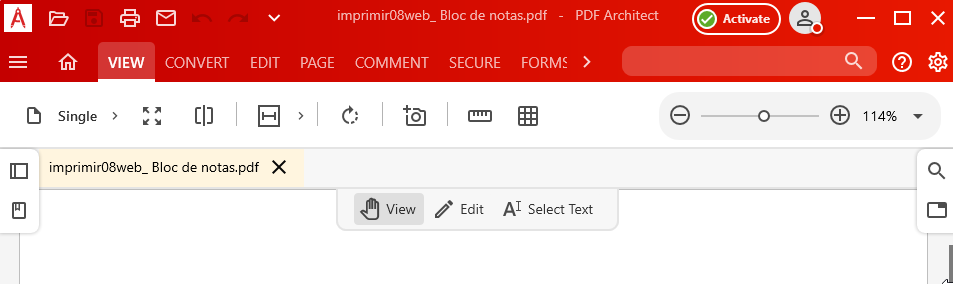 imprimir08web_ Bloc de notas.pdf - PDF Architect Activate
VIEW CONVERT EDIT PAGE COMMENT SECURE FORMS
Single 114%
imprimir08web_ Bloc de notas.pdf
View Edit Select Text